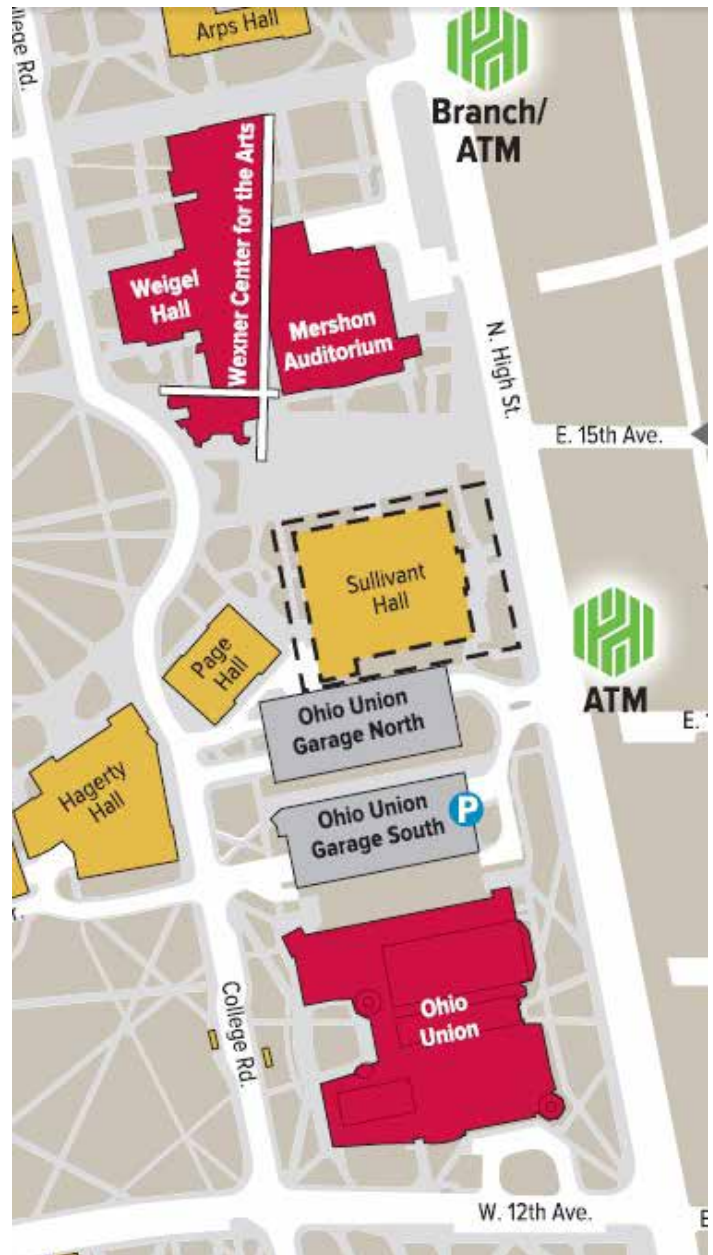 Arps Hall
College Rd.
Branch/
ATM
Wexner Center for the Arts
Weigel
Hall
Mershon
Auditorium
N. High St.
E. 15th Ave.
Sullivant
Hall
Page
Hall
ATM
Ohio Union
Garage North
E.
Hagerty
Hall
Ohio Union
Garage South
P
Ohio
Union
College Rd.
W. 12th Ave.
E